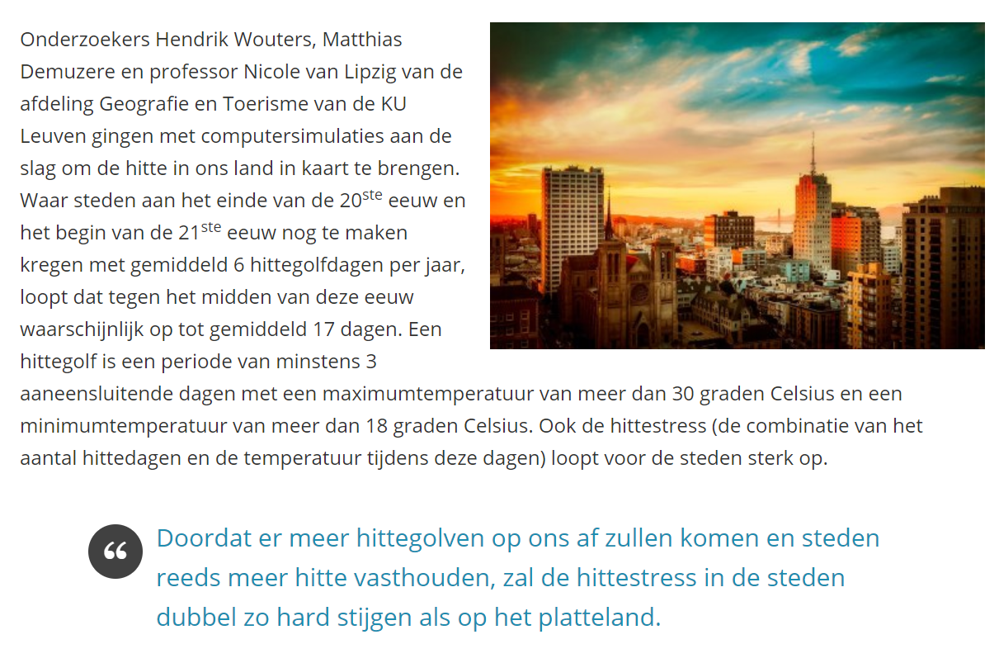 Onderzoekers Hendrik Wouters, Matthias
Demuzere en professor Nicole van Lipzig van de
afdeling Geografie en Toerisme van de KU
Leuven gingen met computersimulaties aan de
slag om de hitte in ons land in kaart te brengen.
Waar steden aan het einde van de 20ste eeuw en
het begin van de 21ste eeuw nog te maken
kregen met gemiddeld 6 hittegolfdagen per jaar,
loopt dat tegen het midden van deze eeuw
waarschijnlijk op tot gemiddeld 17 dagen. Een
hittegolf is een periode van minstens 3
aaneensluitende dagen met een maximumtemperatuur van meer dan 30 graden Celsius en een
minimumtemperatuur van meer dan 18 graden Celsius. Ook de hittestress (de combinatie van het
aantal hittedagen en de temperatuur tijdens deze dagen) loopt voor de steden sterk op.
“ Doordat er meer hittegolven op ons af zullen komen en steden
reeds meer hitte vasthouden, zal de hittestress in de steden
dubbel zo hard stijgen als op het platteland.